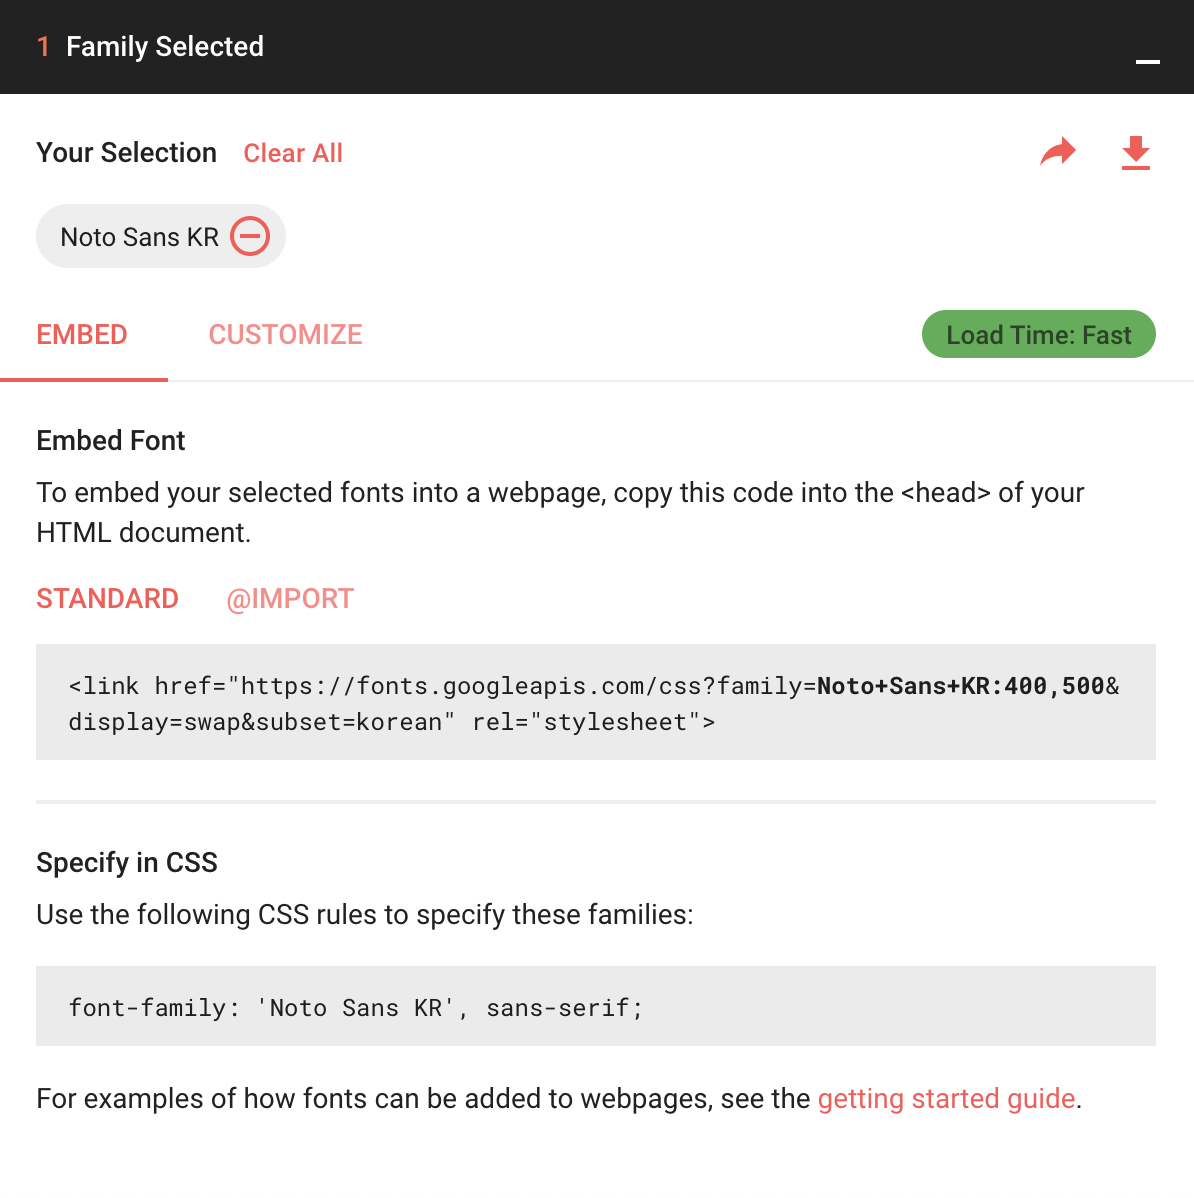 1 Family Selected
Your Selection Clear All
Noto Sans KR
EMBED CUSTOMIZE Load Time: Fast
Embed Font
To embed your selected fonts into a webpage, copy this code into the <head> of your
HTML document.
STANDARD @IMPORT
<link href="https://fonts.googleapis.com/css?family=Noto+Sans+KR:400,500&
display=swap&subset=korean" rel="stylesheet">
Specify in CSS
Use the following CSS rules to specify these families:
font-family: 'Noto Sans KR', sans-serif;
For examples of how fonts can be added to webpages, see the getting started guide.